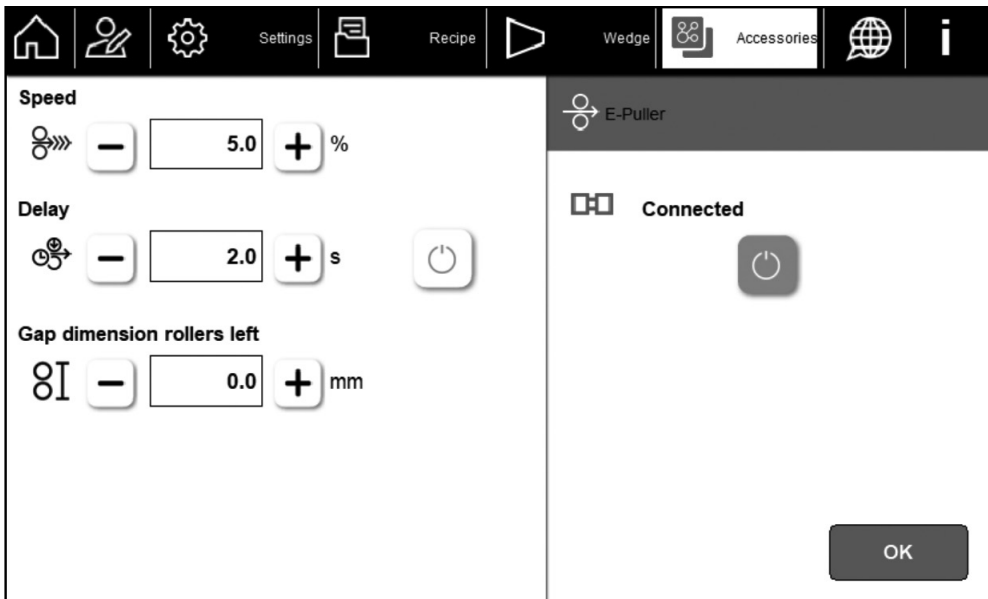 Settings
Recipe
Wedge
Accessories
i
Speed
5.0 %
Delay
2.0 s
Gap dimension rollers left
0.0 mm
E-Puller
Connected
OK